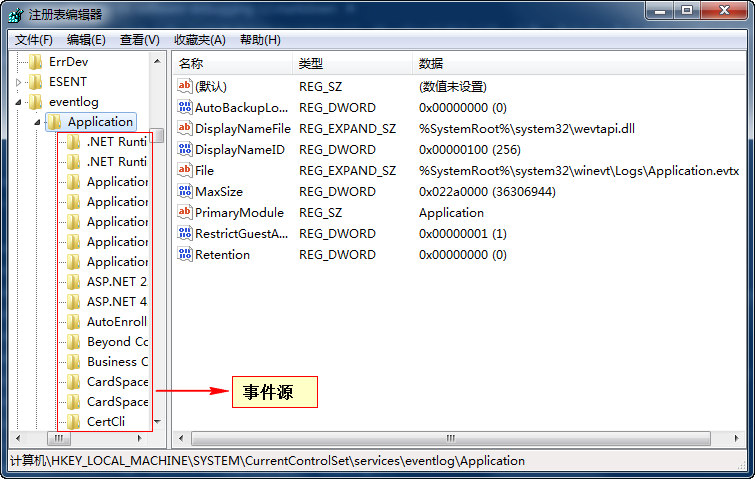 注册表编辑器
文件(F) 编辑(E) 查看(V) 收藏夹(A) 帮助(H)
ErrDev
ESENT
eventlog
Application
.NET Runti
.NET Runti
Application
Application
Application
Application
Application
ASP.NET 2
ASP.NET 4
AutoEnroll
Beyond Co
Business C
CardSpace
CardSpace
CertCli
名称 类型 数据
(默认) REG_SZ (数值未设置)
AutoBackupLo... REG_DWORD 0x00000000 (0)
DisplayNameFile REG_EXPAND_SZ %SystemRoot%\system32\wevtapi.dll
DisplayNameID REG_DWORD 0x00000100 (256)
File REG_EXPAND_SZ %SystemRoot%\system32\winevt\Logs\Application.evtx
MaxSize REG_DWORD 0x022a0000 (36306944)
PrimaryModule REG_SZ Application
RestrictGuestA... REG_DWORD 0x00000001 (1)
Retention REG_DWORD 0x00000000 (0)
事件源
计算机\HKEY_LOCAL_MACHINE\SYSTEM\CurrentControlSet\services\eventlog\Application